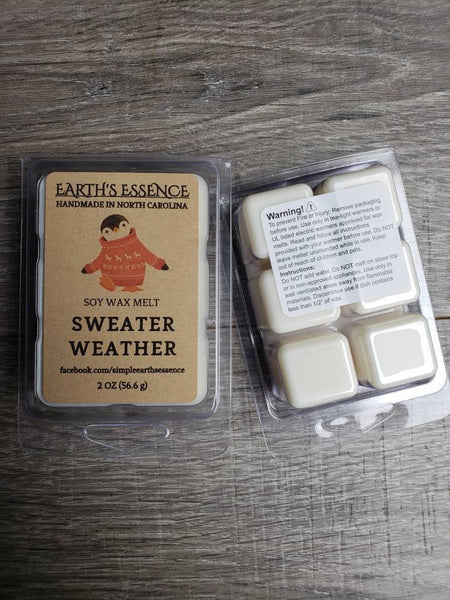 EARTH'S ESSENCE
HANDMADE IN NORTH CAROLINA
SOY WAX MELT
SWEATER
WEATHER
facebook.com/simpleearthsessence
2 OZ (56.6 g)
Warning!
To prevent Fire or Injury: Remove packaging
before use. Use only in tea-light warmers or
UL listed electric warmers approved for wax
melts. Read and follow all instructions
provided with your warmer before use. Do NOT
leave melter unattended while in use. Keep
out of reach of children and pets.
Instructions:
Do NOT add water. Do NOT melt on stove top
or in non-approved appliances. Use only in
well ventilated areas away from flammable
materials. Discontinue use if dish contains
less than 1/2" of wax.